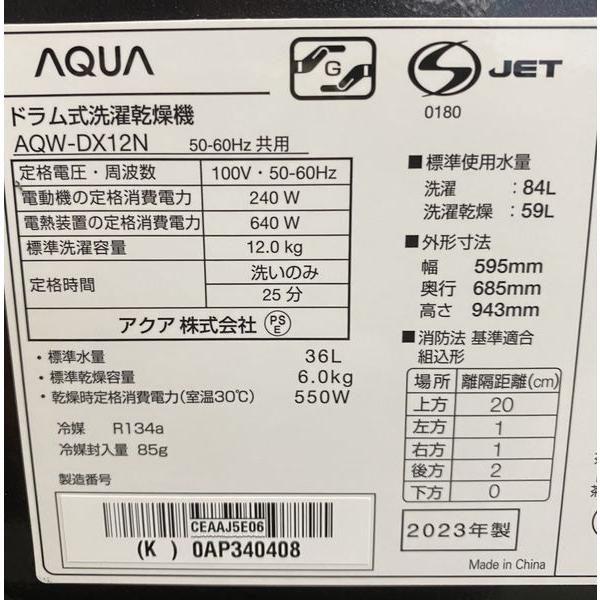 AQUA
G
S JET
0180
ドラム式洗濯乾燥機
AQW-DX12N 50-60Hz 共用
定格電圧・周波数 100V・50-60Hz
電動機の定格消費電力 240 W
電熱装置の定格消費電力 640 W
標準洗濯容量 12.0 kg
定格時間 洗いのみ
25 分
アクア 株式会社 PSE
・標準水量 36L
・標準乾燥容量 6.0kg
・乾燥時定格消費電力(室温30℃) 550W
冷媒 R134a
冷媒封入量 85g
製造番号
CEAAJ5E06
(K ) 0AP340408
■標準使用水量
洗濯 : 84L
洗濯乾燥 : 59L
■外形寸法
幅 595mm
奥行 685mm
高さ 943mm
■消防法 基準適合
組込形
場所 離隔距離(cm)
上方 20
左方 1
右方 1
後方 2
下方 0
2023年製
Made in China